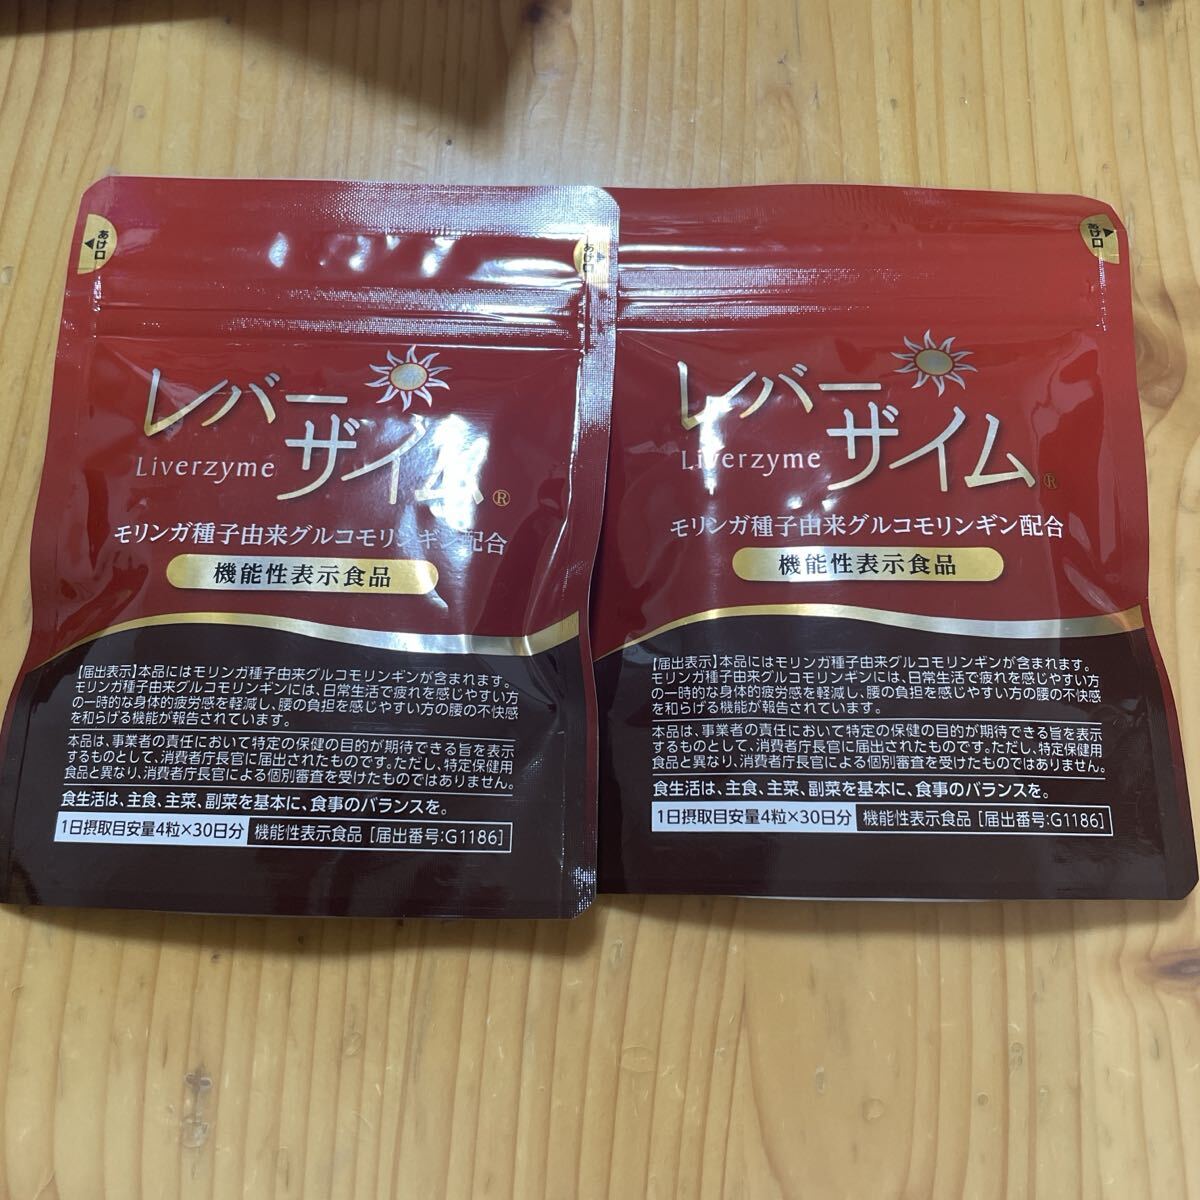 あけ口
あけ口
レバー
ザイム®
Liverzyme
モリンガ種子由来グルコモリンギン配合
機能性表示食品
【届出表示】本品にはモリンガ種子由来グルコモリンギンが含まれます。
モリンガ種子由来グルコモリンギンには、日常生活で疲れを感じやすい方
の一時的な身体的疲労感を軽減し、腰の負担を感じやすい方の腰の不快感
を和らげる機能が報告されています。
本品は、事業者の責任において特定の保健の目的が期待できる旨を表示
するものとして、消費者庁長官に届出されたものです。ただし、特定保健用
食品と異なり、消費者庁長官による個別審査を受けたものではありません。
食生活は、主食、主菜、副菜を基本に、食事のバランスを。
1日摂取目安量4粒×30日分 機能性表示食品 [届出番号:G1186]
あけ口
レバー
ザイム®
Liverzyme
モリンガ種子由来グルコモリンギン配合
機能性表示食品
【届出表示】本品にはモリンガ種子由来グルコモリンギンが含まれます。
モリンガ種子由来グルコモリンギンには、日常生活で疲れを感じやすい方
の一時的な身体的疲労感を軽減し、腰の負担を感じやすい方の腰の不快感
を和らげる機能が報告されています。
本品は、事業者の責任において特定の保健の目的が期待できる旨を表示
するものとして、消費者庁長官に届出されたものです。ただし、特定保健用
食品と異なり、消費者庁長官による個別審査を受けたものではありません。
食生活は、主食、主菜、副菜を基本に、食事のバランスを。
1日摂取目安量4粒×30日分 機能性表示食品 [届出番号:G1186]